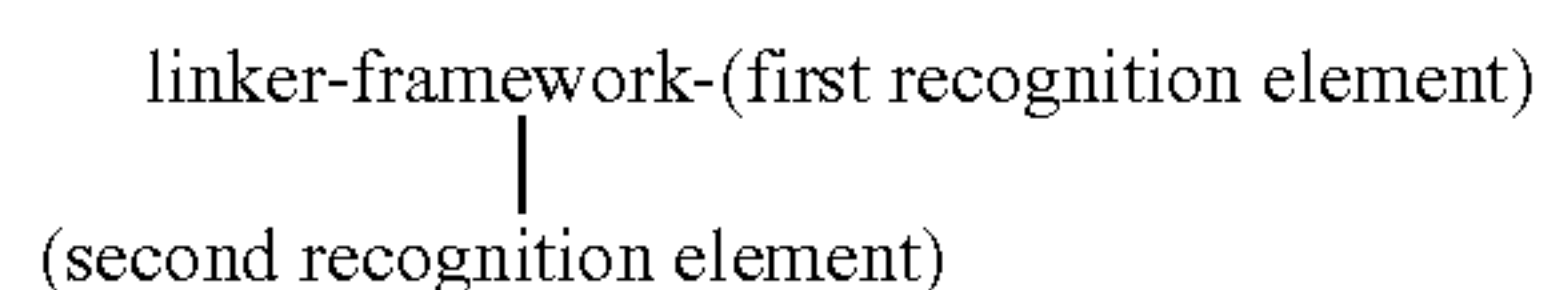 linker-framework-(first recognition element)
(second recognition element)